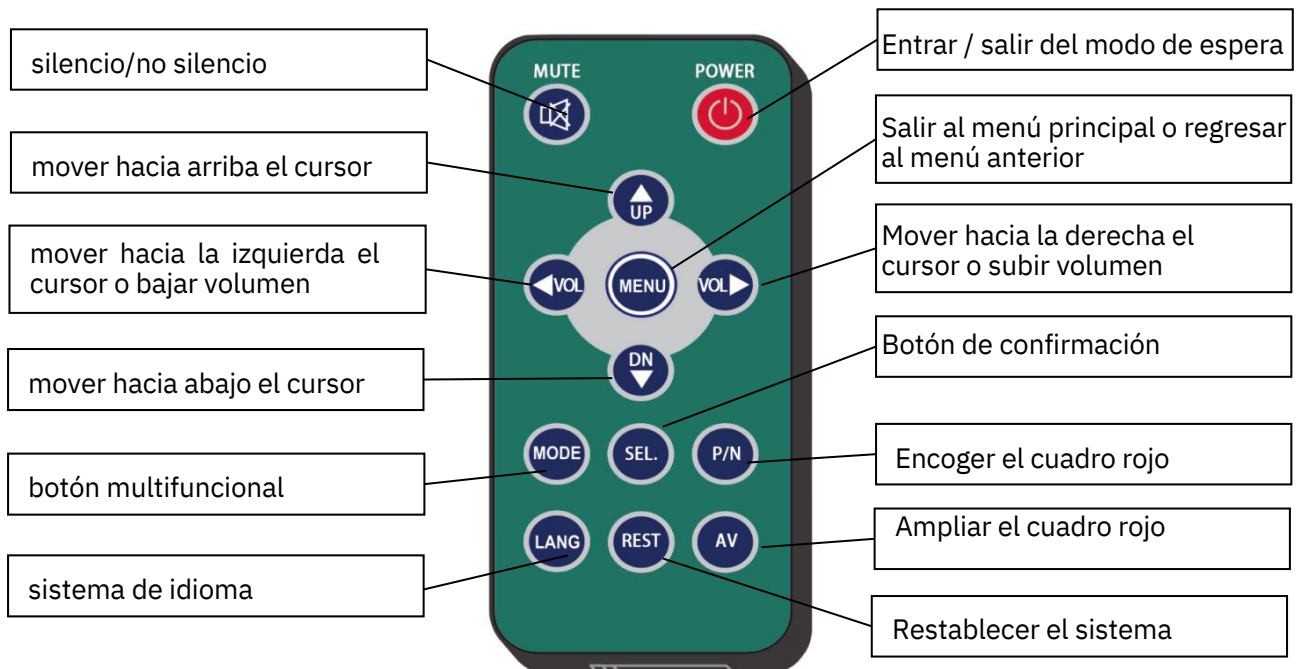 silencio/no silencio
mover hacia arriba el cursor
mover hacia la izquierda el
cursor o bajar volumen
mover hacia abajo el cursor
botón multifuncional
sistema de idioma
MUTE
POWER
UP
VOL
MENU
VOL
DN
MODE
SEL.
P/N
LANG
REST
AV
Entrar / salir del modo de espera
Salir al menú principal o regresar
al menú anterior
Mover hacia la derecha el
cursor o subir volumen
Botón de confirmación
Encoger el cuadro rojo
Ampliar el cuadro rojo
Restablecer el sistema